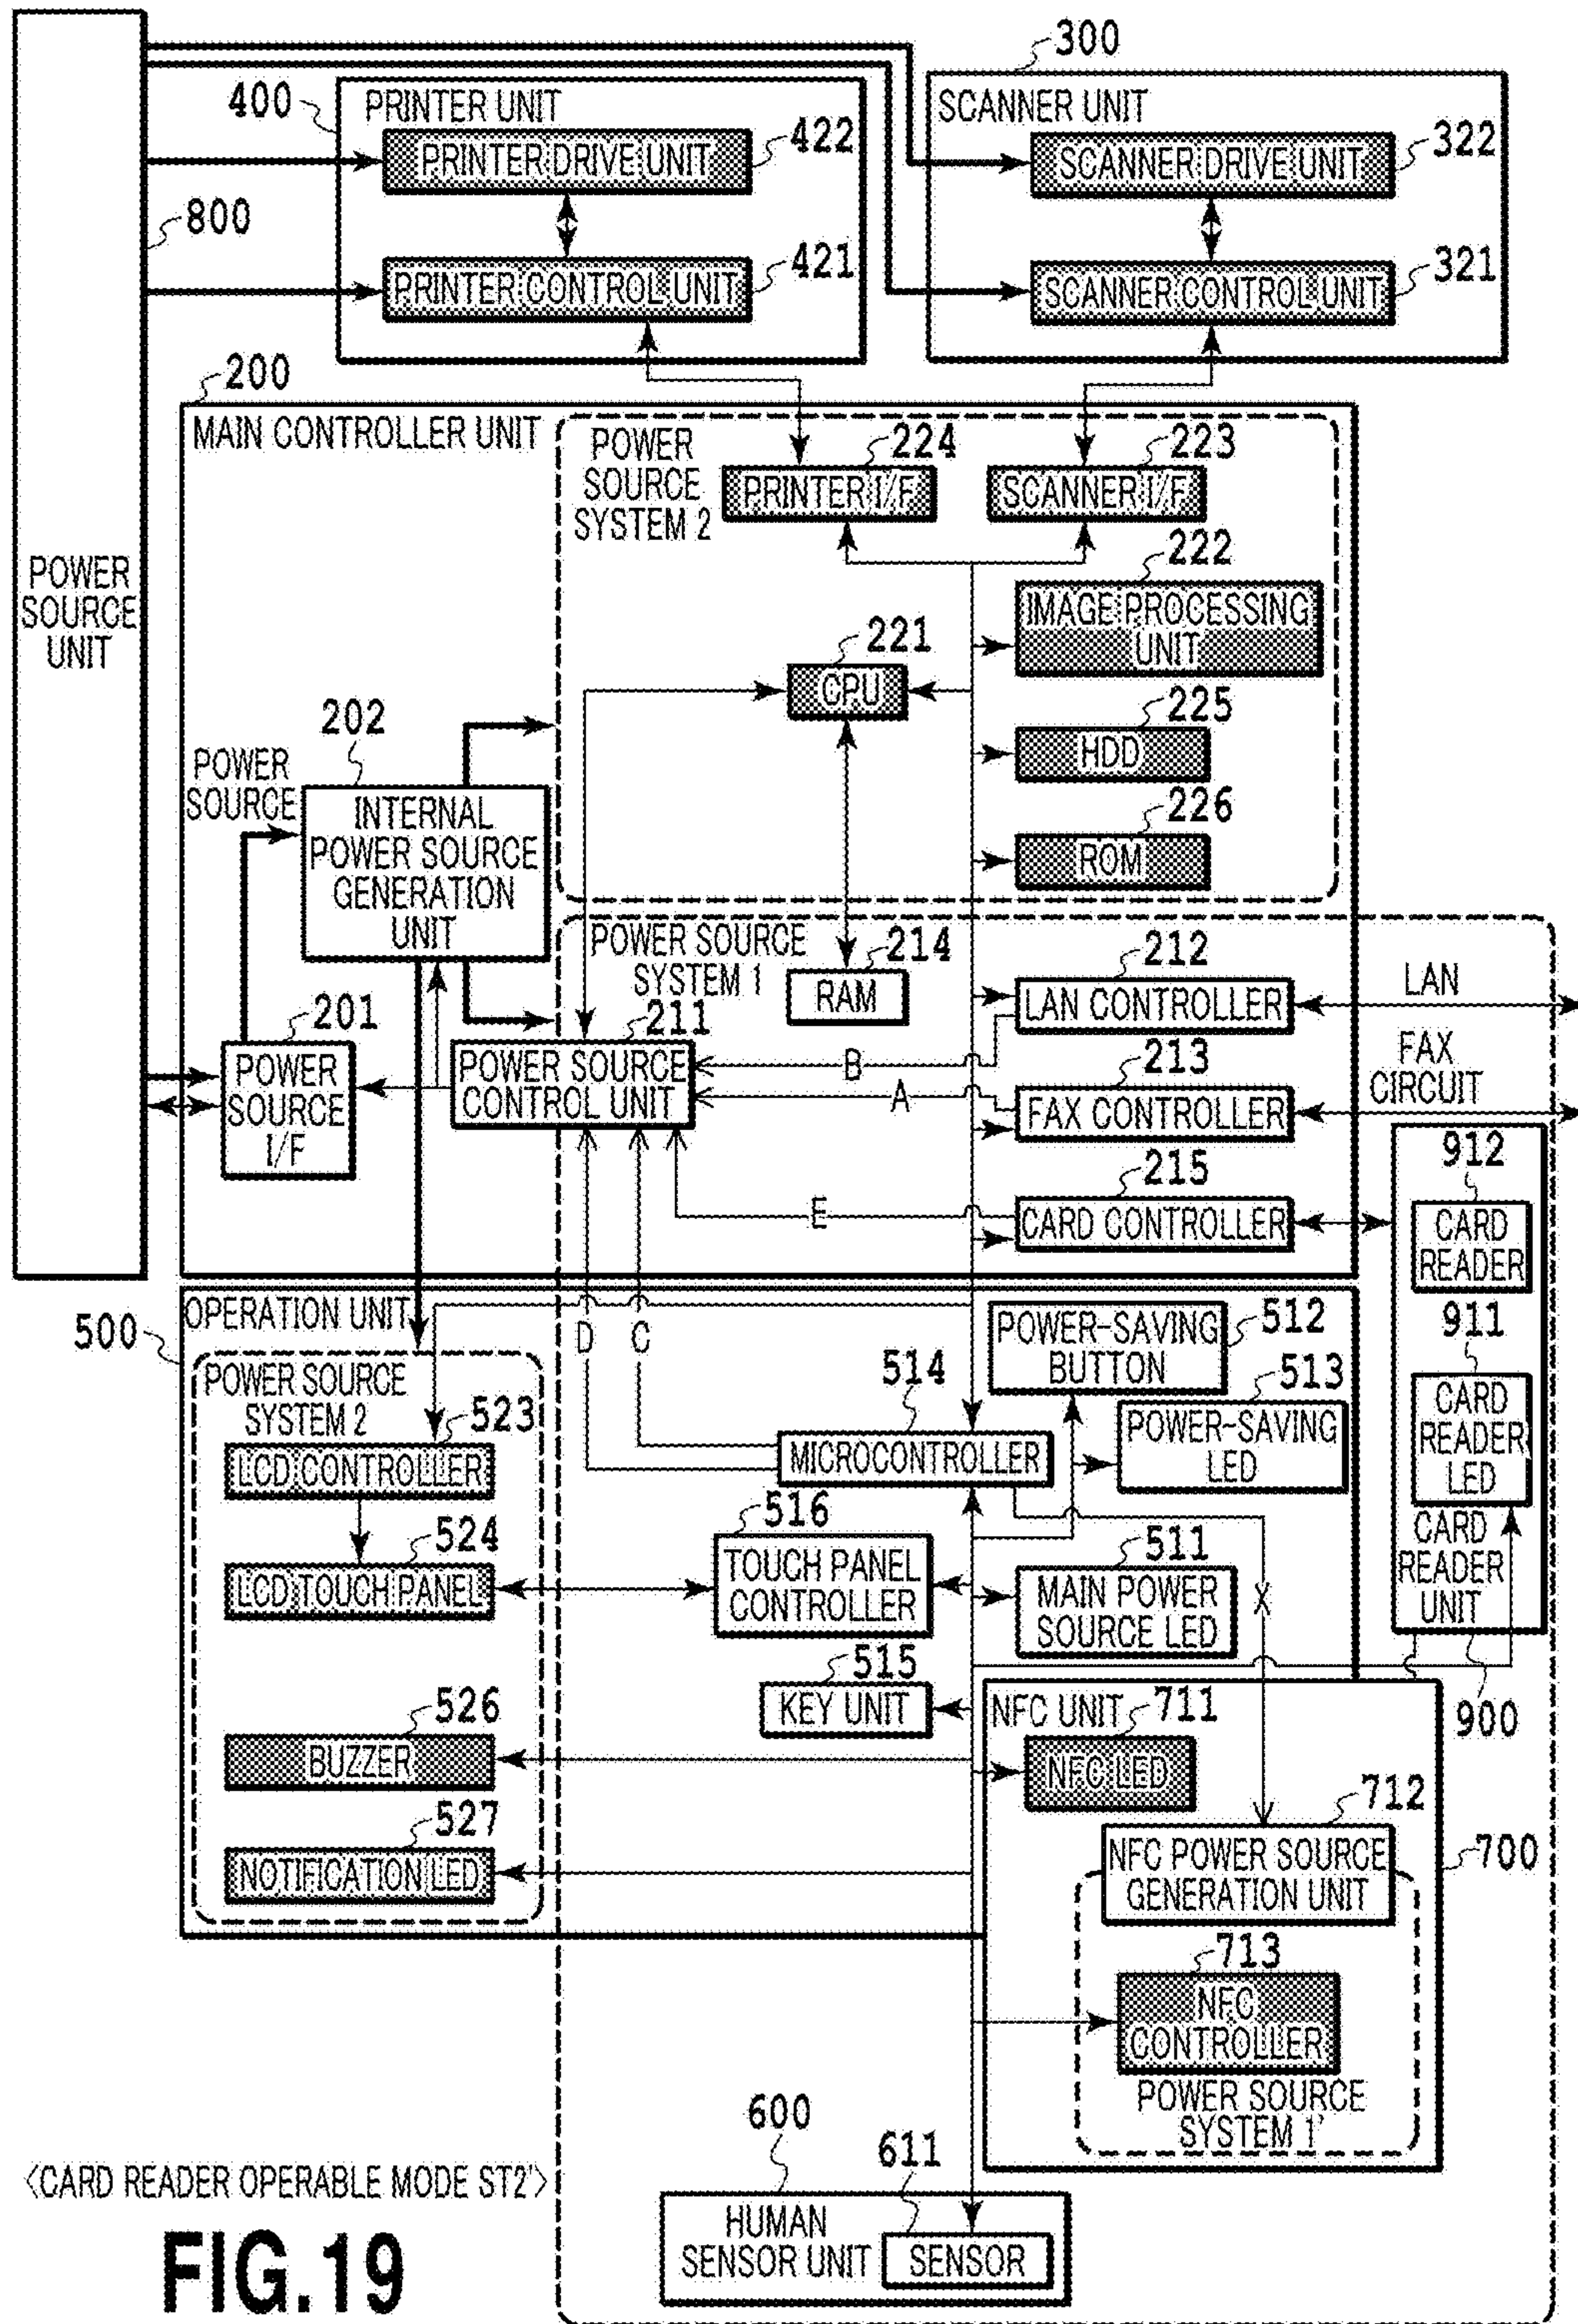 300
400
PRINTER UNIT
SCANNER UNIT
PRINTER DRIVE UNIT
422
SCANNER DRIVE UNIT
322
800
PRINTER CONTROL UNIT
421
SCANNER CONTROL UNIT
321
200
MAIN CONTROLLER UNIT
POWER
SOURCE
SYSTEM 2
224
PRINTER I/F
223
SCANNER I/F
POWER
SOURCE
UNIT
222
IMAGE PROCESSING
UNIT
221
CPU
202
225
HDD
POWER
SOURCE
INTERNAL
POWER SOURCE
GENERATION
UNIT
226
ROM
POWER SOURCE
SYSTEM 1
214
RAM
212
LAN CONTROLLER
LAN
201
POWER
SOURCE
I/F
211
POWER SOURCE
CONTROL UNIT
B
A
213
FAX CONTROLLER
FAX
CIRCUIT
E
215
CARD CONTROLLER
912
CARD
READER
500
OPERATION UNIT
D
C
POWER-SAVING
BUTTON
512
911
CARD
READER
LED
CARD
READER
UNIT
POWER SOURCE
SYSTEM 2
514
MICROCONTROLLER
513
POWER-SAVING
LED
523
LCD CONTROLLER
524
LCD TOUCH PANEL
516
TOUCH PANEL
CONTROLLER
511
MAIN POWER
SOURCE LED
X
515
KEY UNIT
NFC UNIT
711
NFC LED
900
526
BUZZER
527
NOTIFICATION LED
712
NFC POWER SOURCE
GENERATION UNIT
700
713
NFC
CONTROLLER
POWER SOURCE
SYSTEM 1'
600
HUMAN
SENSOR UNIT
611
SENSOR
〈CARD READER OPERABLE MODE ST2'〉
FIG.19